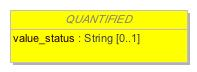 QUANTIFIED
value_status : String [0..1]